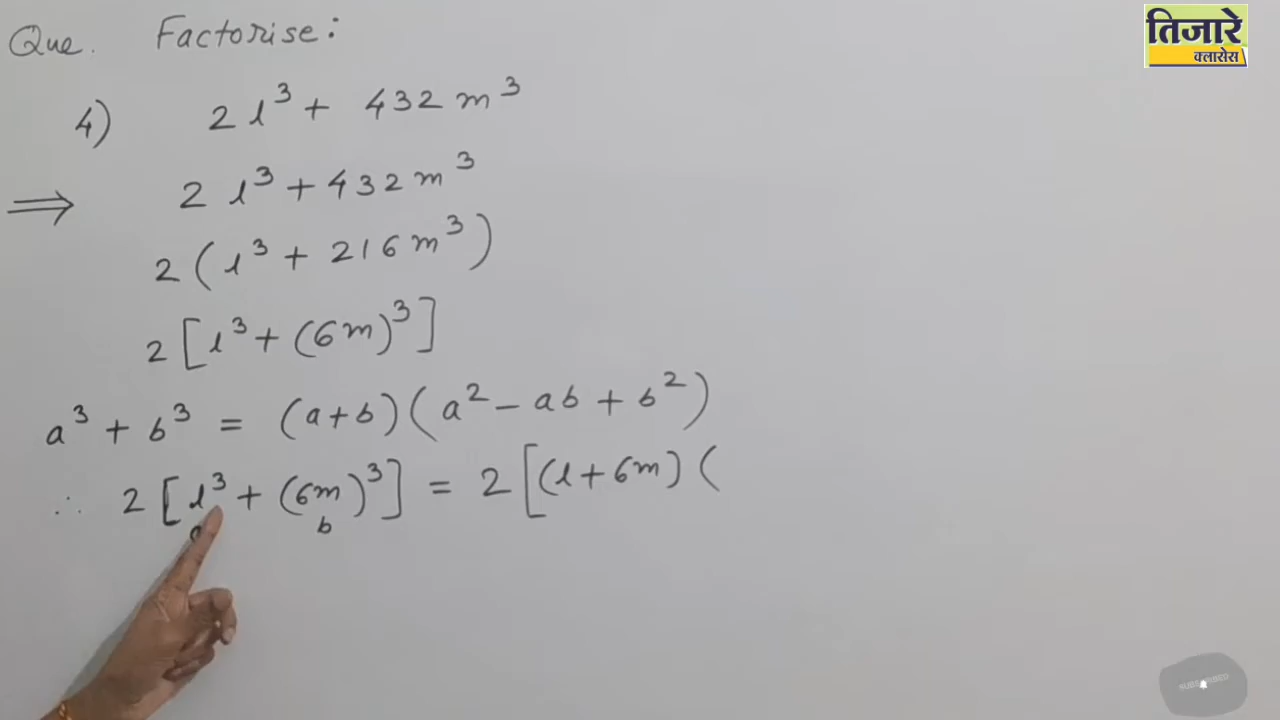 Que. Factorise:
तिजारे
क्लासेस
4) 2l³ + 432m³
⇒ 2l³ + 432m³
2(l³ + 216m³)
2[l³ + (6m)³]
a³ + b³ = (a+b)(a² - ab + b²)
∴ 2[l³ + (6m)³] = 2[(l + 6m)(
b
SUBSCRIBED